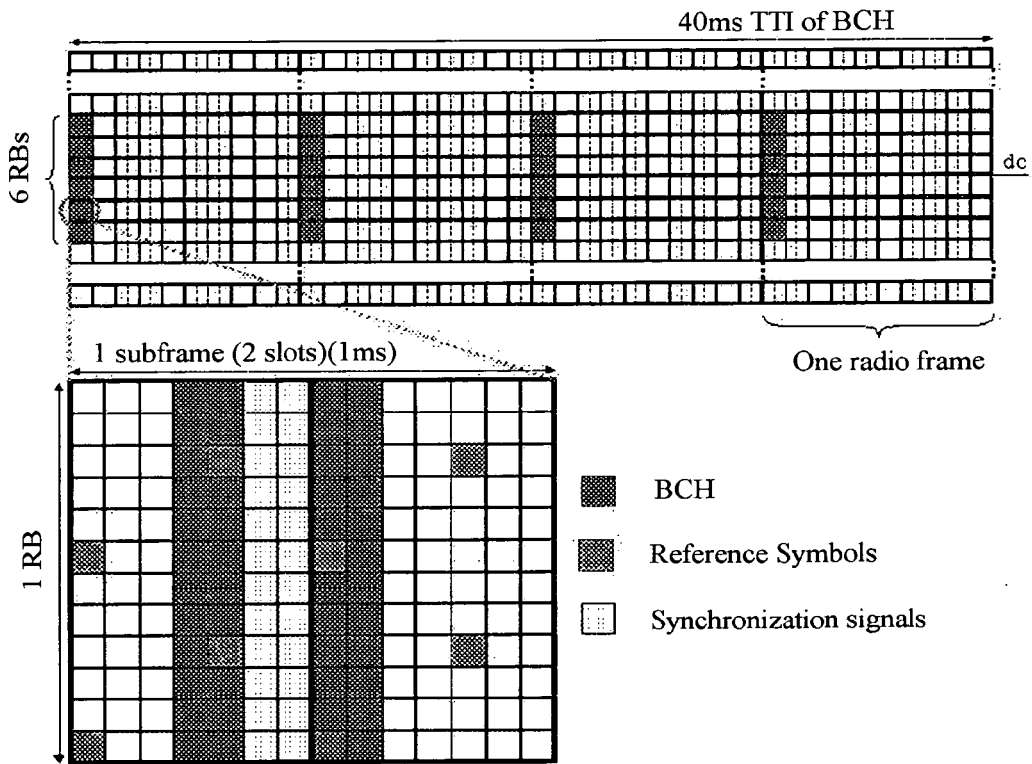 40ms TTI of BCH
6 RBs
dc
1 subframe (2 slots)(1ms)
One radio frame
1 RB
BCH
Reference Symbols
Synchronization signals